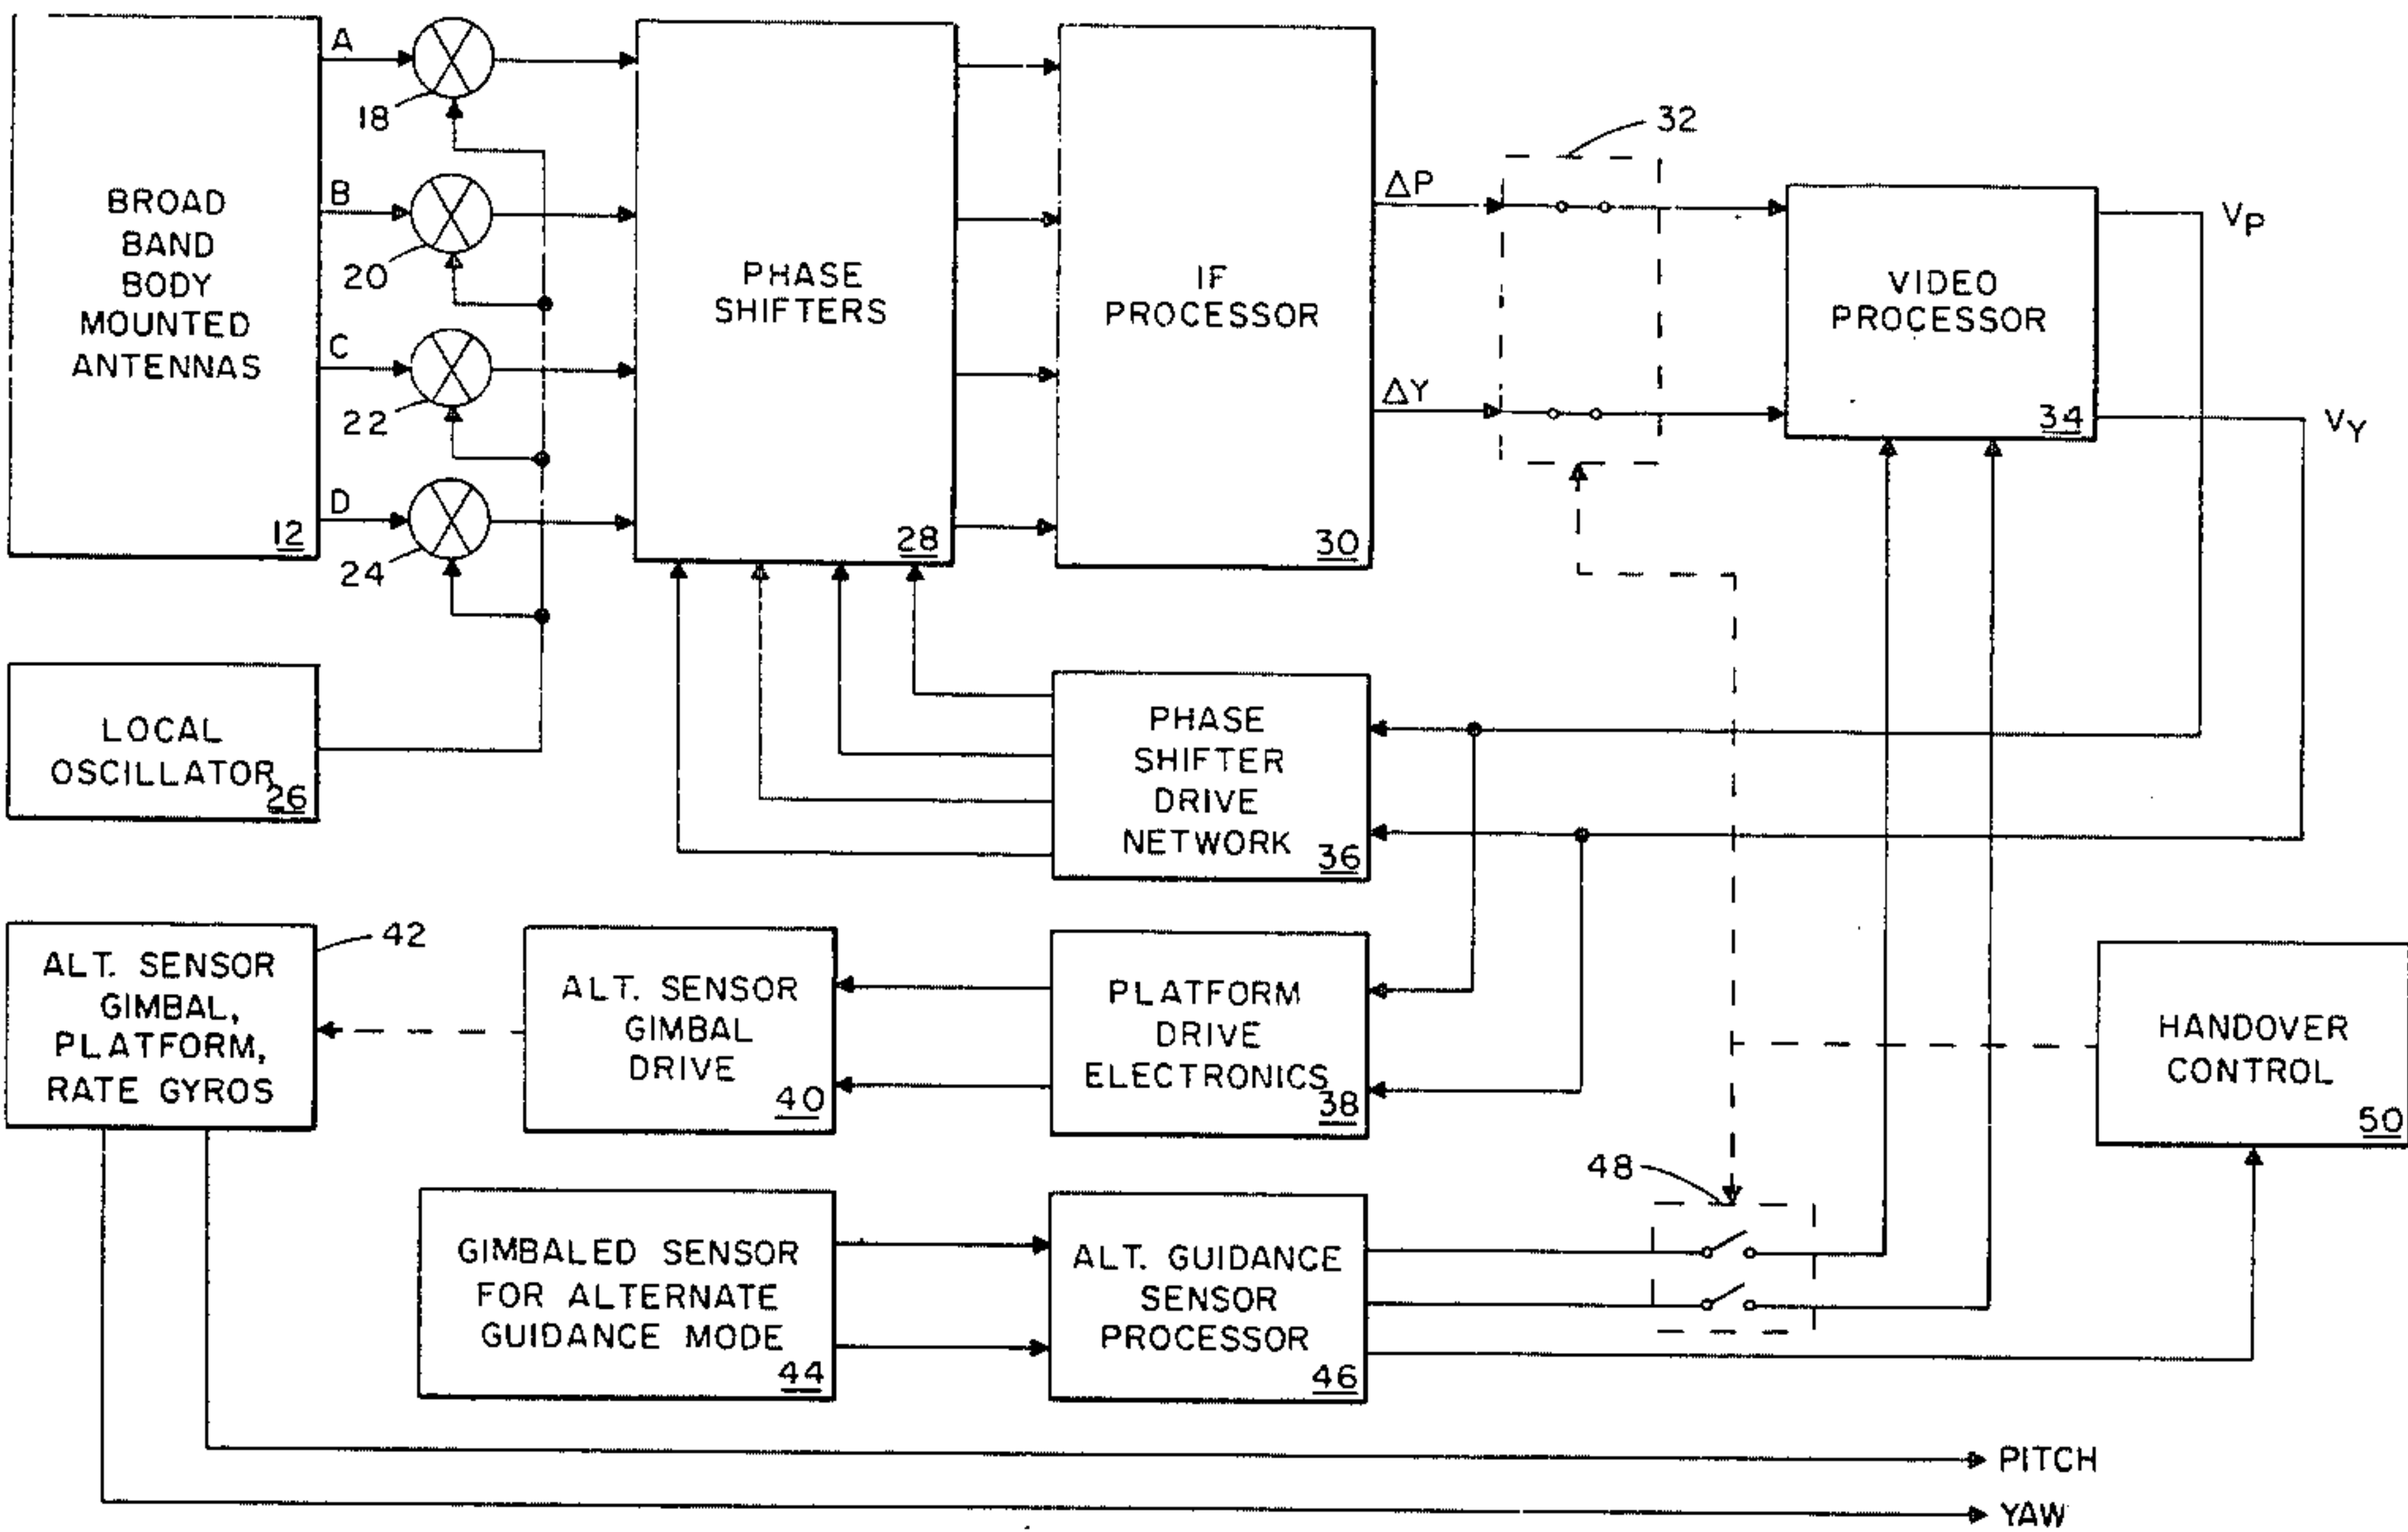 BROAD
BAND
BODY
MOUNTED
ANTENNAS
12
A
18
B
20
C
22
D
24
PHASE
SHIFTERS
28
IF
PROCESSOR
30
ΔP
ΔY
32
VIDEO
PROCESSOR
34
VP
VY
LOCAL
OSCILLATOR
26
PHASE
SHIFTER
DRIVE
NETWORK
36
ALT. SENSOR
GIMBAL,
PLATFORM,
RATE GYROS
42
ALT. SENSOR
GIMBAL
DRIVE
40
PLATFORM
DRIVE
ELECTRONICS
38
HANDOVER
CONTROL
50
GIMBALED SENSOR
FOR ALTERNATE
GUIDANCE MODE
44
ALT. GUIDANCE
SENSOR
PROCESSOR
46
48
PITCH
YAW